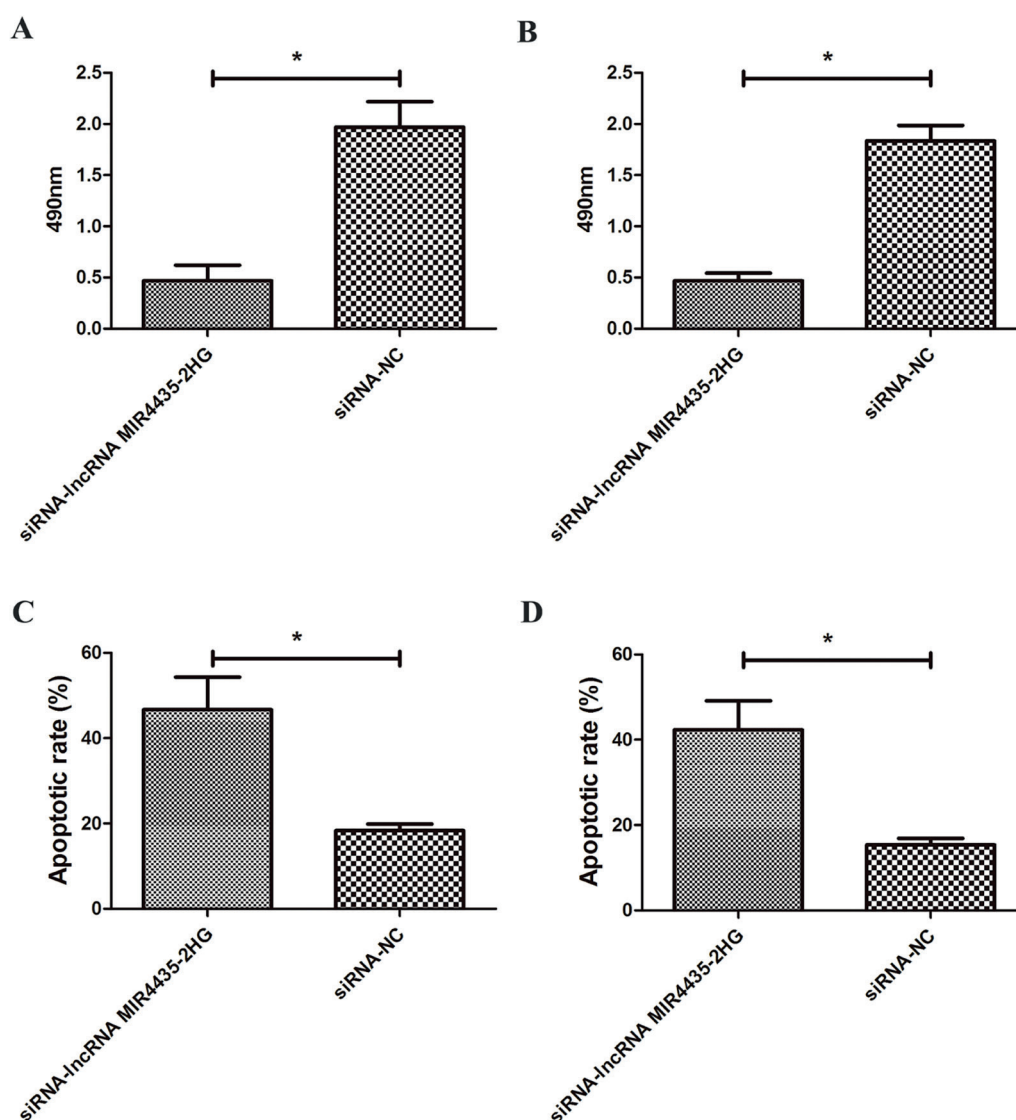 A
*
2.5
2.0
1.5
1.0
0.5
0.0
490nm
siRNA-lncRNA MIR4435-2HG
siRNA-NC
B
*
2.5
2.0
1.5
1.0
0.5
0.0
490nm
siRNA-lncRNA MIR4435-2HG
siRNA-NC
C
*
60
40
20
0
Apoptotic rate (%)
siRNA-lncRNA MIR4435-2HG
siRNA-NC
D
*
60
40
20
0
Apoptotic rate (%)
siRNA-lncRNA MIR4435-2HG
siRNA-NC